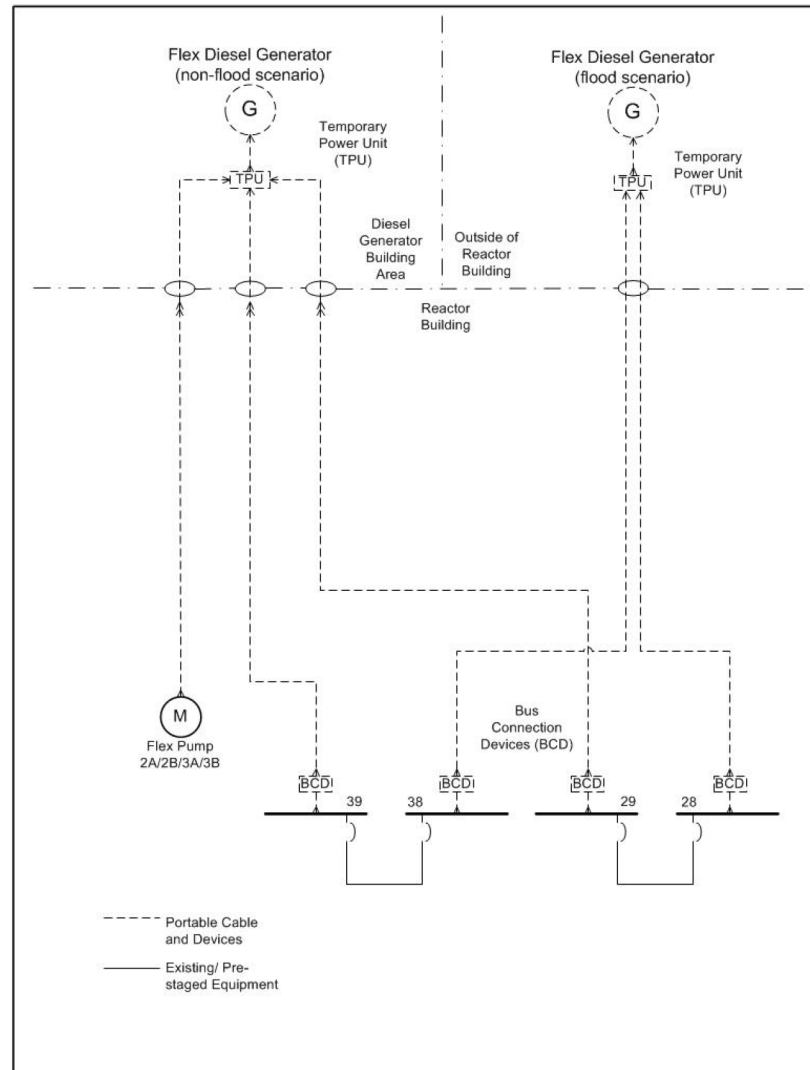 Flex Diesel Generator
(non-flood scenario)
G
Temporary
Power Unit
(TPU)
TPU
Diesel
Generator
Building
Area
Flex Diesel Generator
(flood scenario)
G
Temporary
Power Unit
(TPU)
TPU
Outside of
Reactor
Building
Reactor
Building
M
Flex Pump
2A/2B/3A/3B
Bus
Connection
Devices (BCD)
BCD
BCD
BCD
BCD
39
38
29
28
Portable Cable
and Devices
Existing/ Pre-
staged Equipment